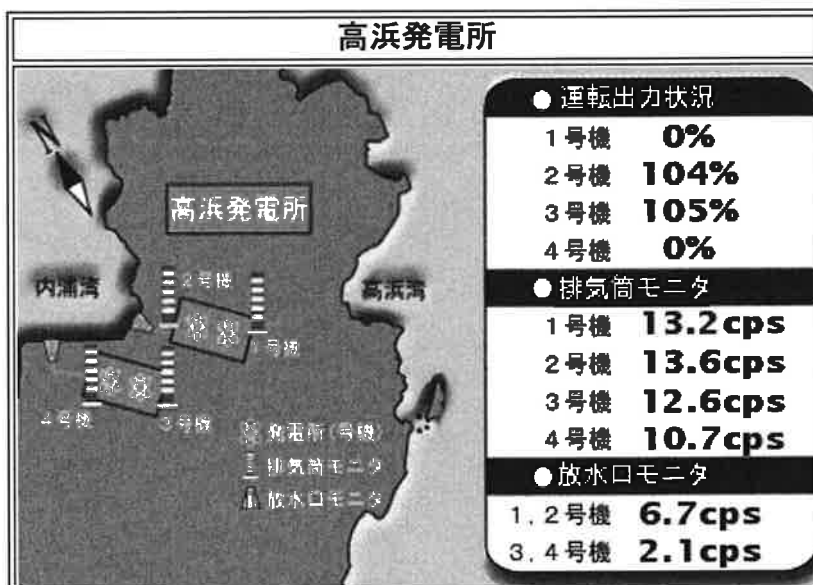 高浜発電所
N
高浜発電所
内浦湾
高浜湾
2号機
1号機
4号機
3号機
発電所(号機)
排気筒モニタ
放水口モニタ
●運転出力状況
1号機 0%
2号機 104%
3号機 105%
4号機 0%
●排気筒モニタ
1号機 13.2cps
2号機 13.6cps
3号機 12.6cps
4号機 10.7cps
●放水口モニタ
1,2号機 6.7cps
3,4号機 2.1cps